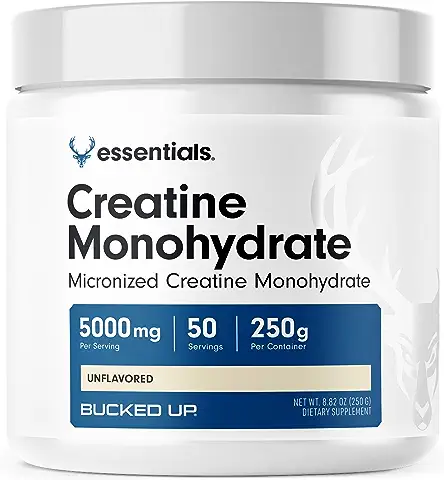 essentials®
Creatine
Monohydrate
Micronized Creatine Monohydrate
5000mg 50 250g
Per Serving Servings Per Container
UNFLAVORED
BUCKED UP.
NET WT. 8.82 OZ (250G)
DIETARY SUPPLEMENT